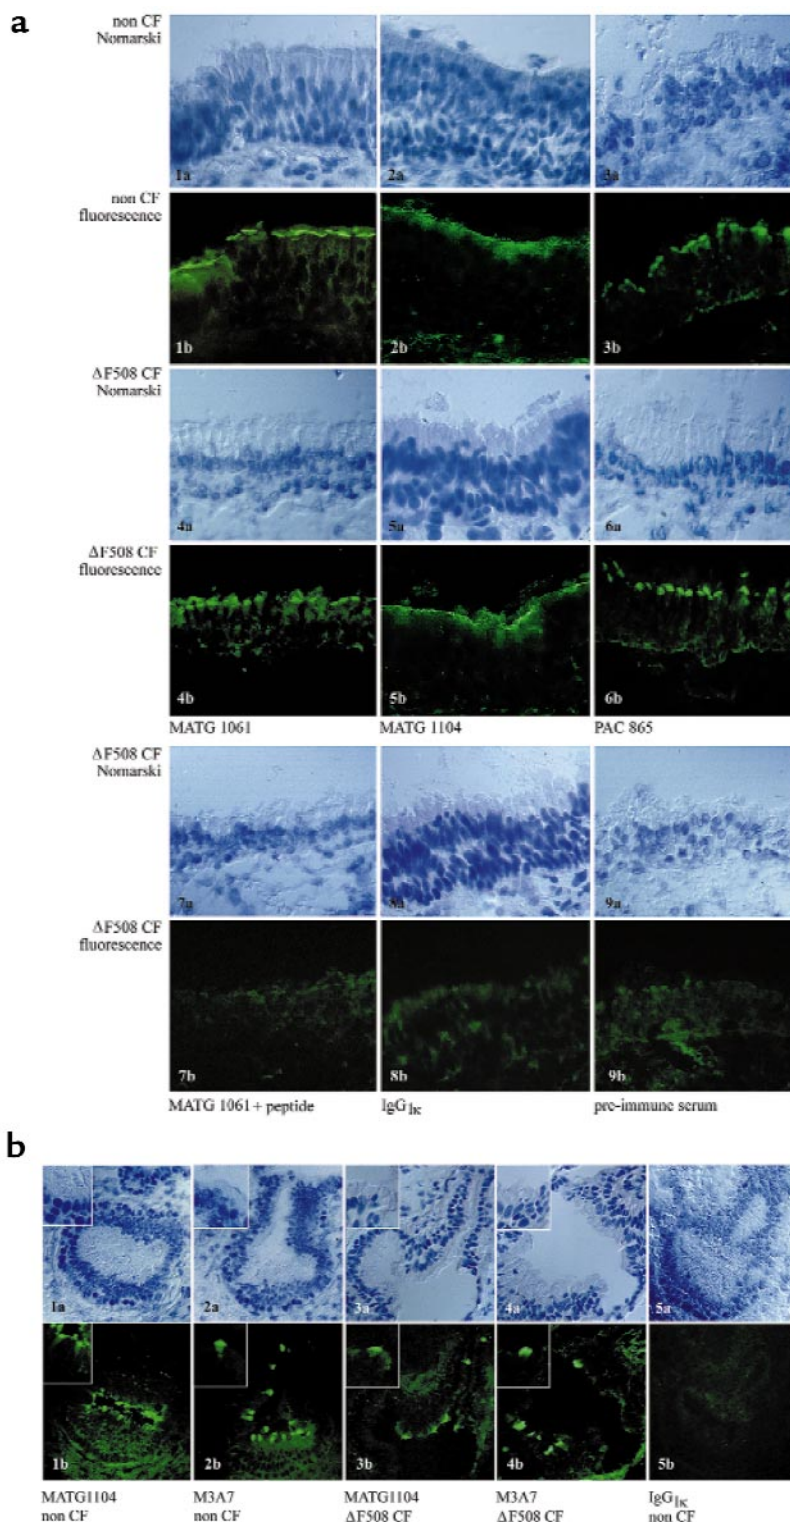 a
non CF
Nomarski
1a
2a
3a
non CF
fluorescence
1b
2b
3b
ΔF508 CF
Nomarski
4a
5a
6a
ΔF508 CF
fluorescence
4b
5b
6b
MATG 1061
MATG 1104
PAC 865
ΔF508 CF
Nomarski
7a
8a
9a
ΔF508 CF
fluorescence
7b
8b
9b
MATG 1061 + peptide
IgG1κ
pre-immune serum
b
1a
2a
3a
4a
5a
1b
2b
3b
4b
5b
MATG1104
non CF
M3A7
non CF
MATG1104
ΔF508 CF
M3A7
ΔF508 CF
IgG1κ
non CF